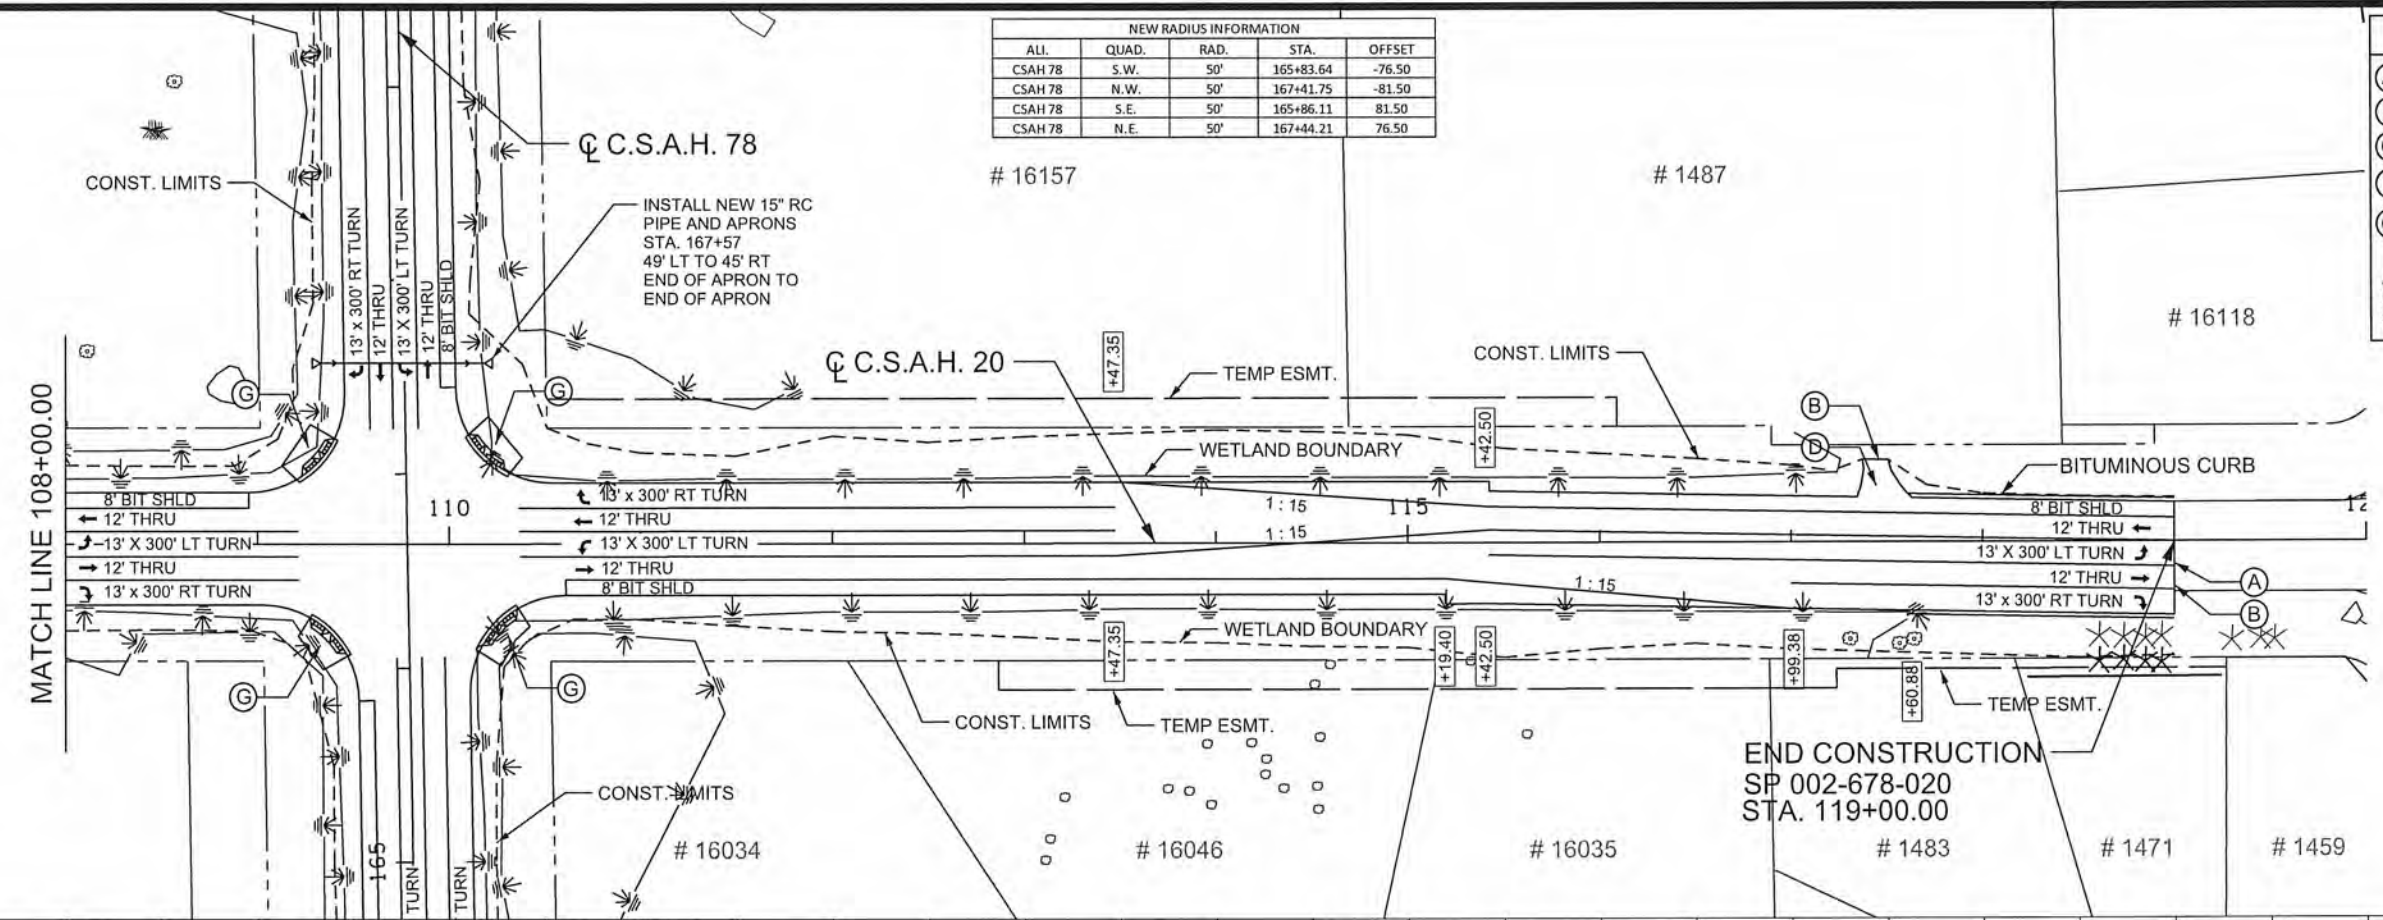 NEW RADIUS INFORMATION
ALI. QUAD. RAD. STA. OFFSET
CSAH 78 S.W. 50' 165+83.64 -76.50
CSAH 78 N.W. 50' 167+41.75 -81.50
CSAH 78 S.E. 50' 165+86.11 81.50
CSAH 78 N.E. 50' 167+44.21 76.50
℄ C.S.A.H. 78
CONST. LIMITS
# 16157
# 1487
INSTALL NEW 15" RC
PIPE AND APRONS
STA. 167+57
49' LT TO 45' RT
END OF APRON TO
END OF APRON
13' x 300' RT TURN
12' THRU
13' X 300' LT TURN
12' THRU
8' BIT SHLD
# 16118
℄ C.S.A.H. 20
+47.35
TEMP ESMT.
CONST. LIMITS
G
G
B
D
+42.50
WETLAND BOUNDARY
BITUMINOUS CURB
MATCH LINE 108+00.00
8' BIT SHLD
12' THRU
13' X 300' LT TURN
12' THRU
13' x 300' RT TURN
110
13' x 300' RT TURN
12' THRU
13' X 300' LT TURN
12' THRU
8' BIT SHLD
1 : 15
1 : 15
115
1 : 15
8' BIT SHLD
12' THRU
13' X 300' LT TURN
12' THRU
13' x 300' RT TURN
12
A
B
WETLAND BOUNDARY
+47.35
+19.40
+42.50
+99.38
+60.88
G
G
CONST. LIMITS
TEMP ESMT.
TEMP ESMT.
END CONSTRUCTION
SP 002-678-020
STA. 119+00.00
CONST. LIMITS
165
TURN
TURN
# 16034
# 16046
# 16035
# 1483
# 1471
# 1459